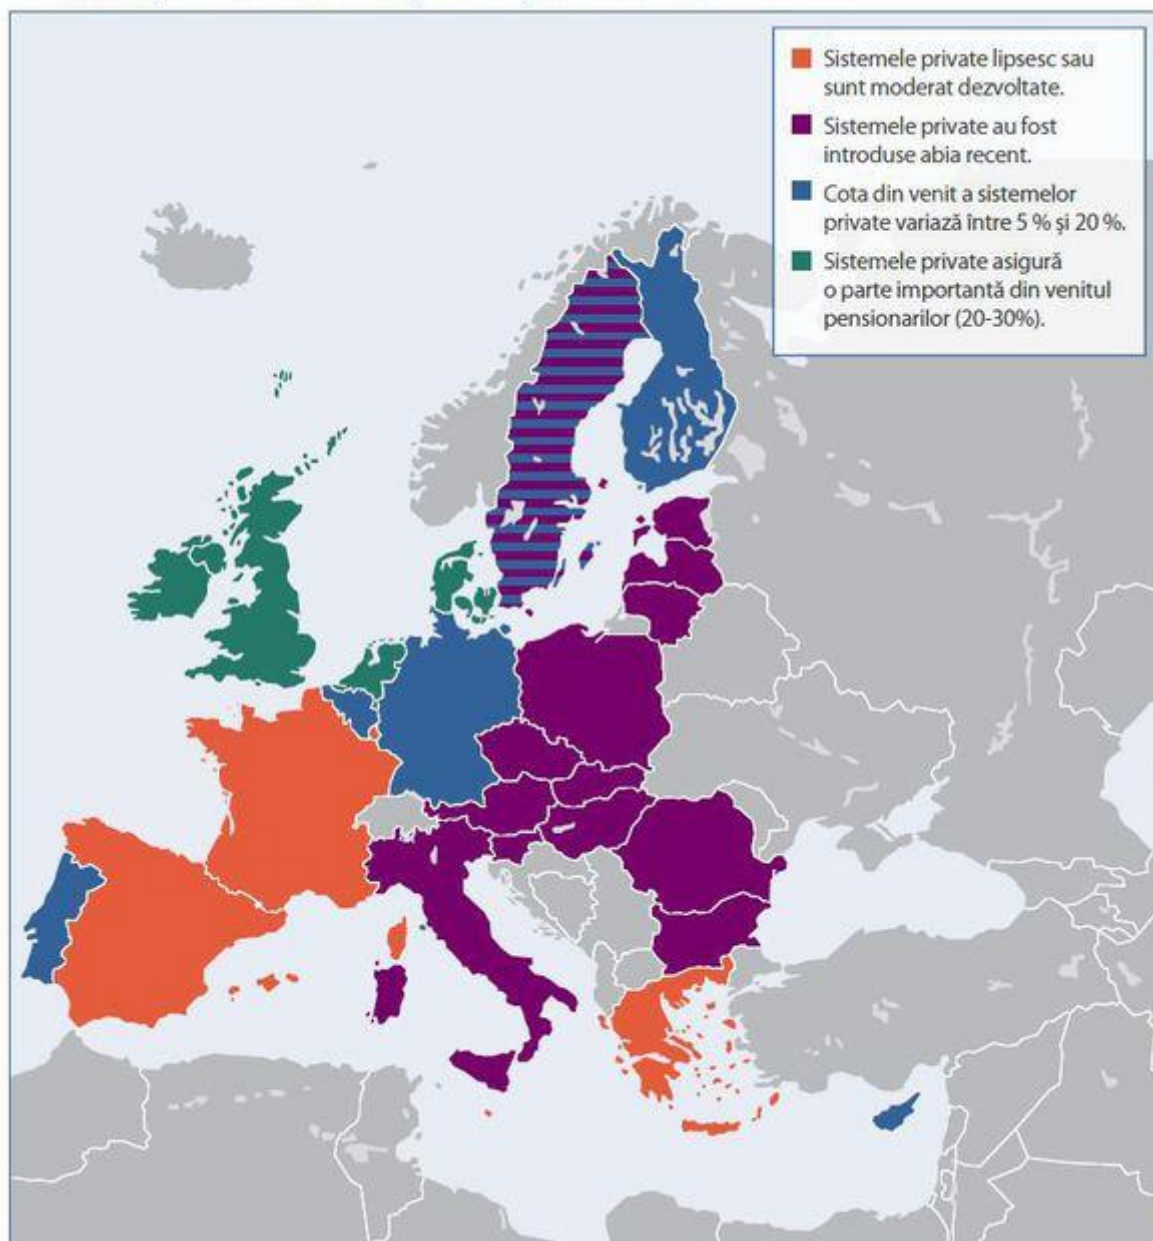 Sistemele private lipsesc sau
sunt moderat dezvoltate.
Sistemele private au fost
introduse abia recent.
Cota din venit a sistemelor
private variază între 5 % și 20 %.
Sistemele private asigură
o parte importantă din venitul
pensionarilor (20-30%).